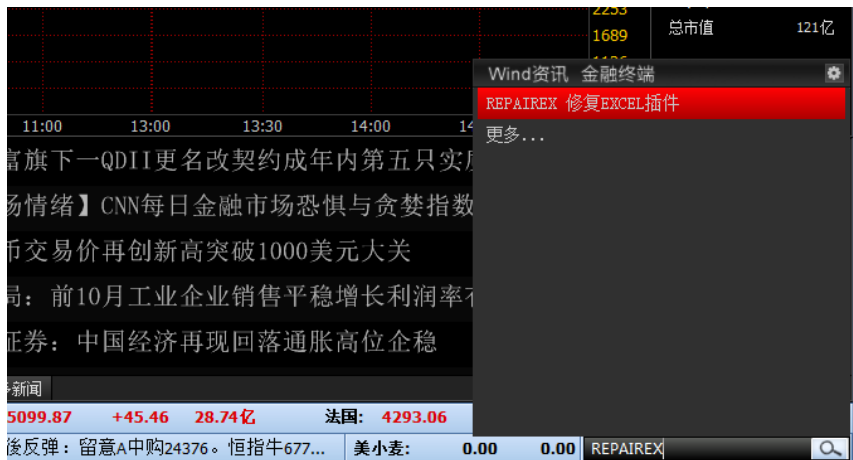 2253
总市值 121亿
1689
Wind资讯 金融终端
REPAIREX 修复EXCEL插件
更多...
11:00 13:00 13:30 14:00 14
富旗下一QDII更名改契约成年内第五只实
场情绪】CNN每日金融市场恐惧与贪婪指数
币交易价再创新高突破1000美元大关
局：前10月工业企业销售平稳增长利润率
证券：中国经济再现回落通胀高位企稳
新闻
5099.87 +45.46 28.74亿 法国: 4293.06
後反弹：留意A中购24376。恒指牛677... 美小麦: 0.00 0.00 REPAIREX